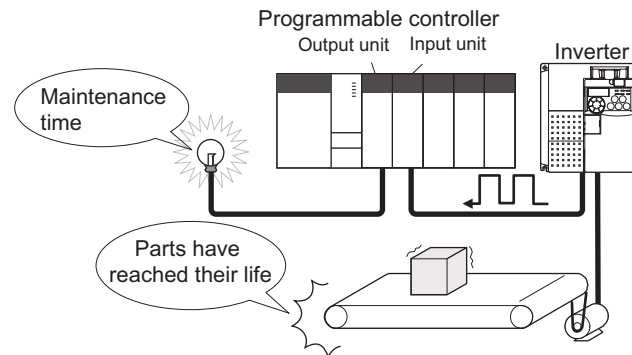 Programmable controller
Output unit
Input unit
Inverter
Maintenance
time
Parts have
reached their life